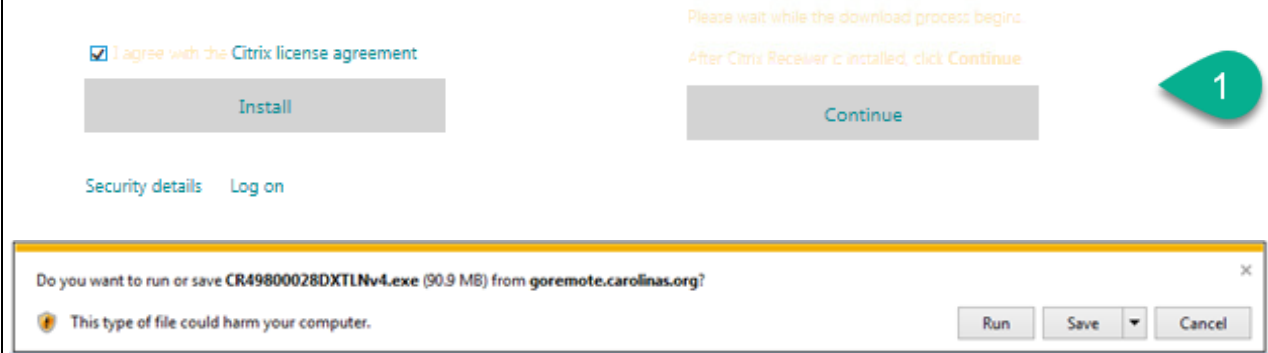 Please wait while the download process begins.
I agree with the Citrix license agreement
After Citrix Receiver is installed, click Continue
1
Install
Continue
Security details Log on
Do you want to run or save CR49800028DXTLNv4.exe (90.9 MB) from goremote.carolinas.org?
This type of file could harm your computer.
Run Save Cancel